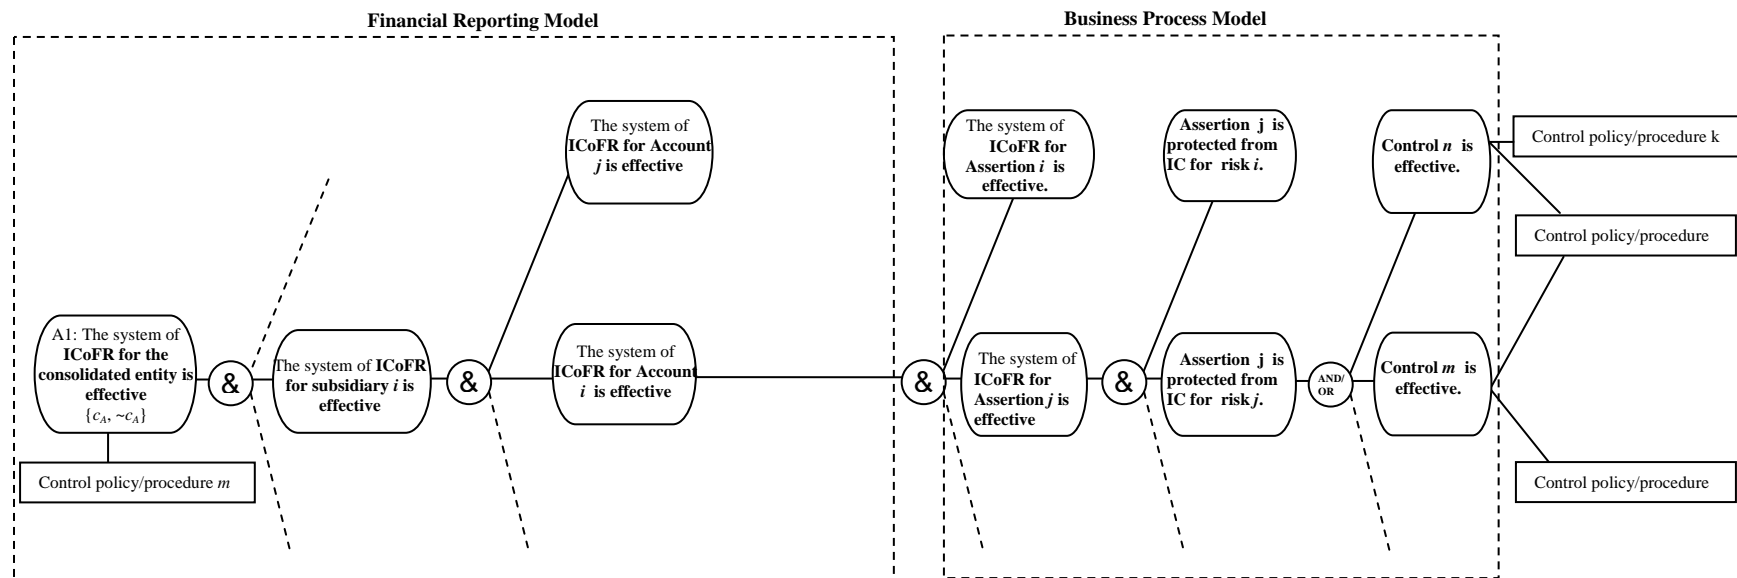 Financial Reporting Model
Business Process Model
The system of
ICoFR for Account
j is effective
The system of
ICoFR for
Assertion i is
effective.
Assertion j is
protected from
IC for risk i.
Control n is
effective.
Control policy/procedure k
Control policy/procedure
A1: The system of
ICoFR for the
consolidated entity is
effective
{cA, ~cA}
&
The system of ICoFR
for subsidiary i is
effective
&
The system of
ICoFR for Account
i is effective
&
The system of
ICoFR for
Assertion j is
effective
&
Assertion j is
protected from
IC for risk j.
AND/
OR
Control m is
effective.
Control policy/procedure m
Control policy/procedure